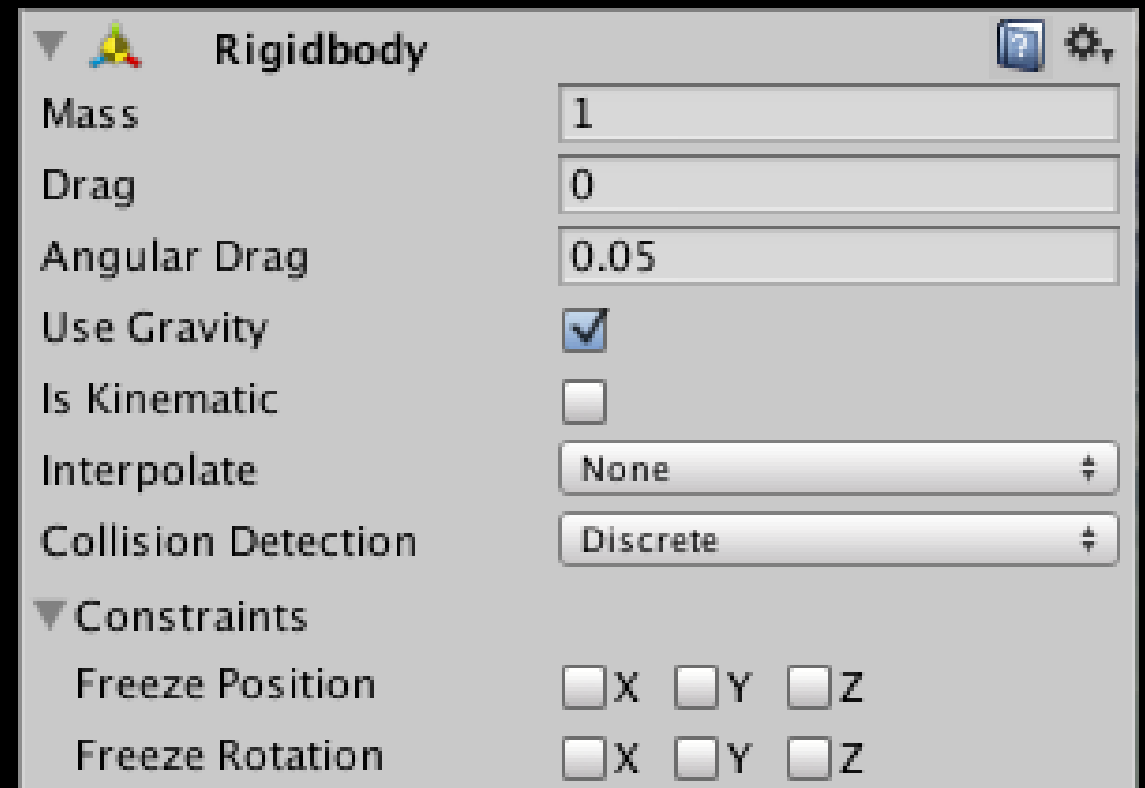 Rigidbody ?
Mass 1
Drag 0
Angular Drag 0.05
Use Gravity
Is Kinematic
Interpolate None
Collision Detection Discrete
Constraints
Freeze Position X Y Z
Freeze Rotation X Y Z